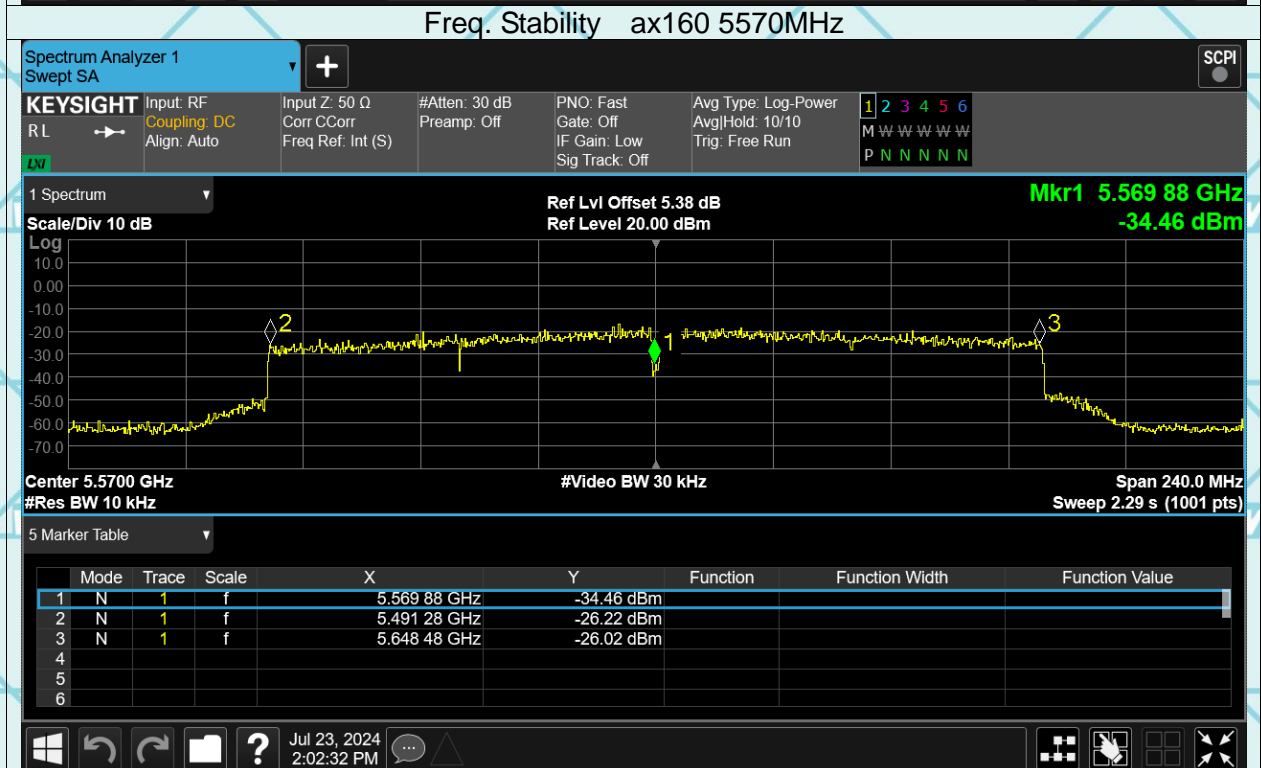 Freq. Stability ax160 5570MHz
Spectrum Analyzer 1
Swept SA
+
SCPI
KEYSIGHT
R L
LXI
Input: RF
Coupling: DC
Align: Auto
Input Z: 50 Ω
Corr CCorr
Freq Ref: Int (S)
#Atten: 30 dB
Preamp: Off
PNO: Fast
Gate: Off
IF Gain: Low
Sig Track: Off
Avg Type: Log-Power
Avg|Hold: 10/10
Trig: Free Run
1 2 3 4 5 6
M W W W W W
P N N N N N
1 Spectrum
Scale/Div 10 dB
Ref Lvl Offset 5.38 dB
Ref Level 20.00 dBm
Mkr1 5.569 88 GHz
-34.46 dBm
Log
10.0
0.00
-10.0
-20.0
-30.0
-40.0
-50.0
-60.0
-70.0
2
1
3
Center 5.5700 GHz
#Video BW 30 kHz
Span 240.0 MHz
#Res BW 10 kHz
Sweep 2.29 s (1001 pts)
5 Marker Table
Mode Trace Scale X Y Function Function Width Function Value
1 N 1 f 5.569 88 GHz -34.46 dBm
2 N 1 f 5.491 28 GHz -26.22 dBm
3 N 1 f 5.648 48 GHz -26.02 dBm
4
5
6
?
Jul 23, 2024
2:02:32 PM